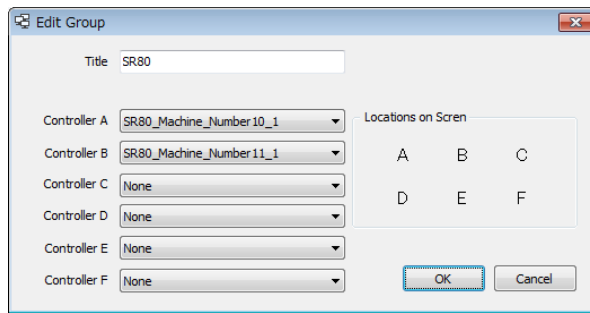 Edit Group
Title SR80
Controller A SR80_Machine_Number10_1
Controller B SR80_Machine_Number11_1
Controller C None
Controller D None
Controller E None
Controller F None
Locations on Scren
A B C
D E F
OK Cancel